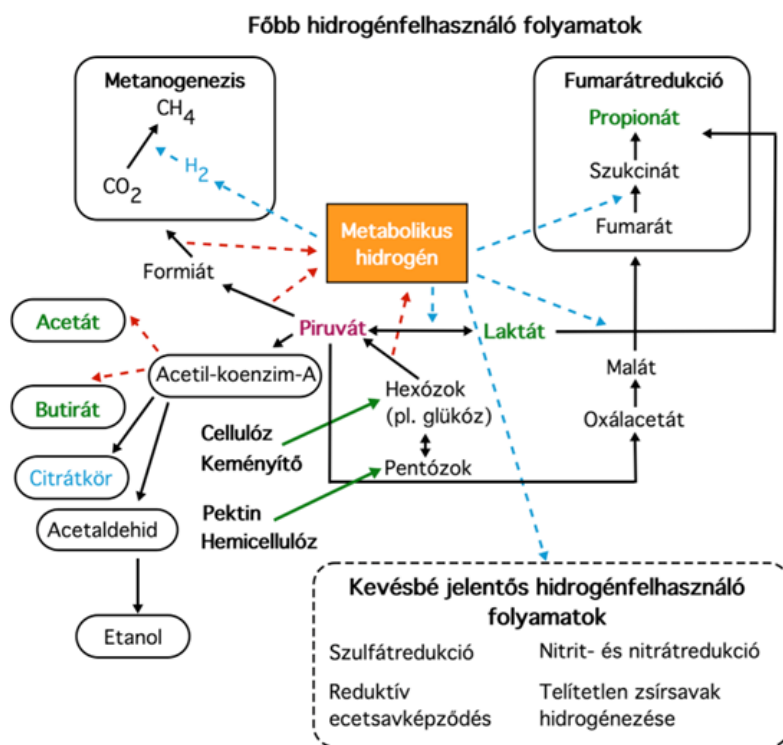 Főbb hidrogénfelhasználó folyamatok
Metanogenezis
CH4
H2
CO2
Fumarátredukció
Propionát
Szukcinát
Fumarát
Metabolikus
hidrogén
Formiát
Acetát
Piruvát
Laktát
Acetil-koenzim-A
Malát
Hexózok
(pl. glükóz)
Butirát
Oxálacetát
Cellulóz
Keményítő
Citrátkör
Pentózok
Pektin
Hemicellulóz
Acetaldehid
Etanol
Kevésbé jelentős hidrogénfelhasználó
folyamatok
Szulfátredukció
Nitrit- és nitrátredukció
Reduktív
ecetsavképződés
Telítetlen zsírsavak
hidrogénezése